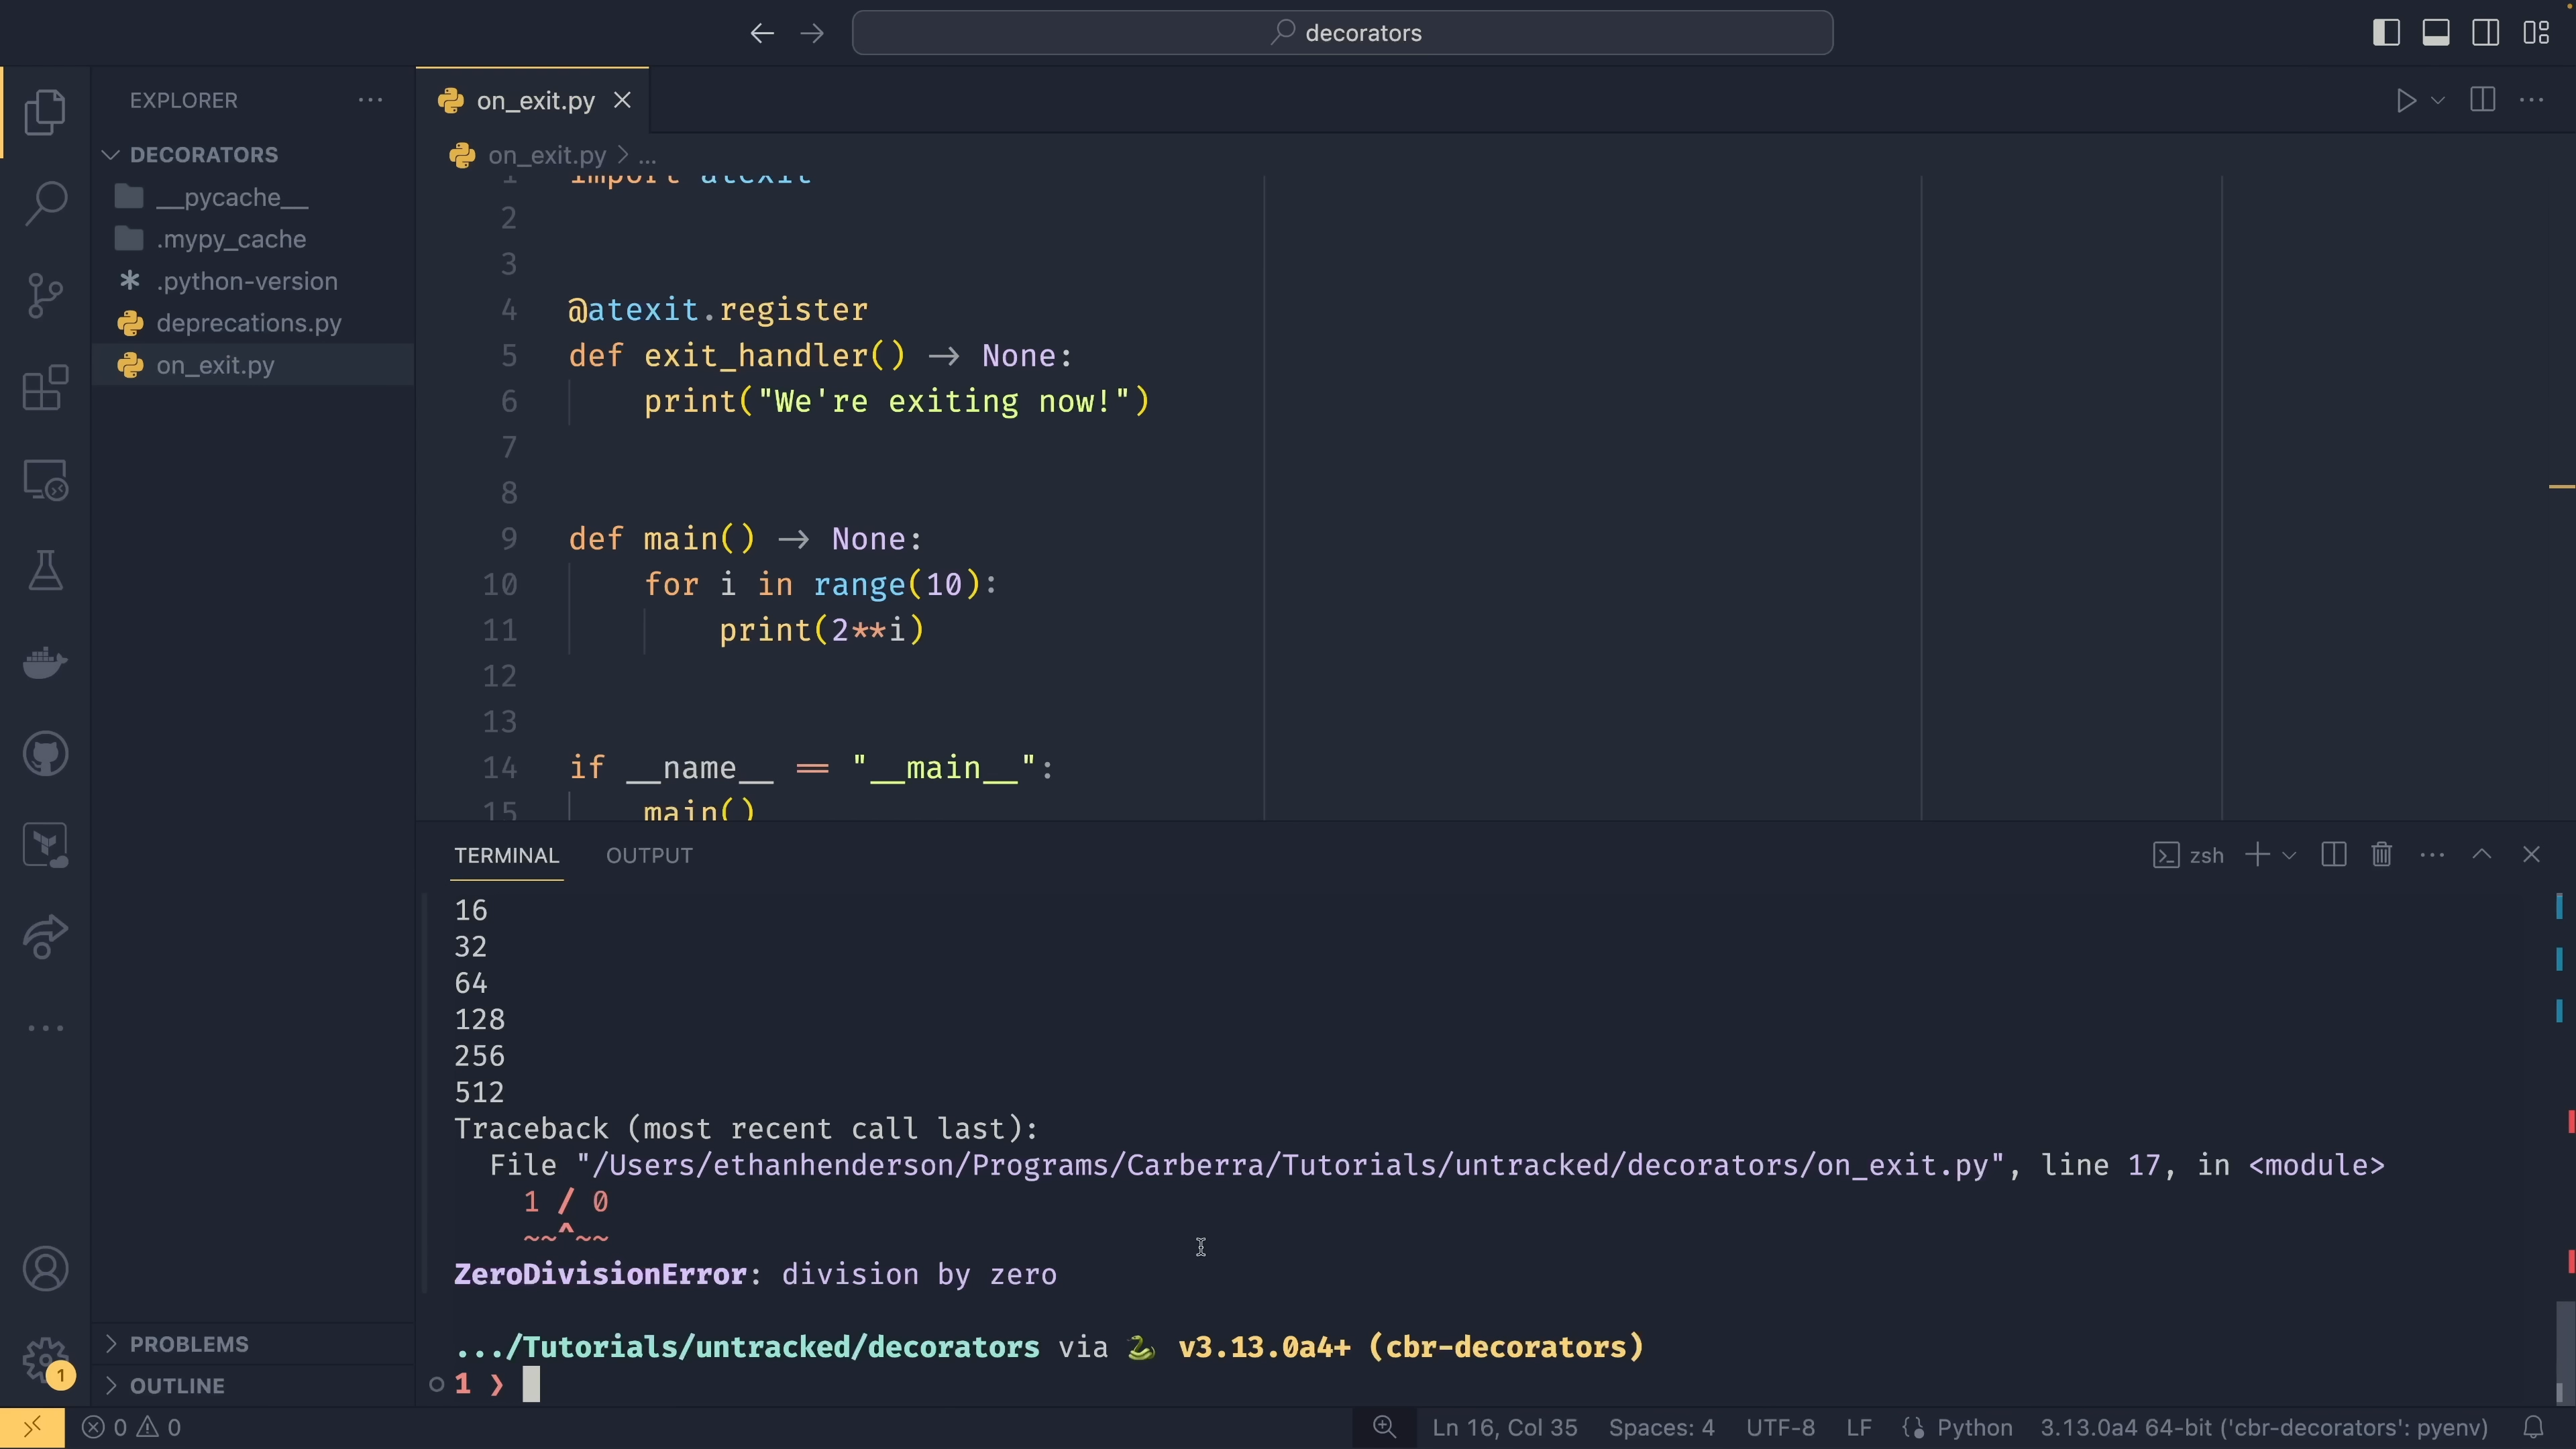 decorators
EXPLORER
on_exit.py
DECORATORS
on_exit.py > ...
__pycache__
.mypy_cache
.python-version
deprecations.py
on_exit.py
1 import atexit
2
3
4 @atexit.register
5 def exit_handler() → None:
6 print("We're exiting now!")
7
8
9 def main() → None:
10 for i in range(10):
11 print(2**i)
12
13
14 if __name__ == "__main__":
15 main()
TERMINAL OUTPUT
zsh
16
32
64
128
256
512
Traceback (most recent call last):
File "/Users/ethanhenderson/Programs/Carberra/Tutorials/untracked/decorators/on_exit.py", line 17, in <module>
1 / 0
~~^~~
ZeroDivisionError: division by zero
.../Tutorials/untracked/decorators via 🐍 v3.13.0a4+ (cbr-decorators)
1 ❯
PROBLEMS
OUTLINE
1
0 0
Ln 16, Col 35 Spaces: 4 UTF-8 LF Python 3.13.0a4 64-bit ('cbr-decorators': pyenv)